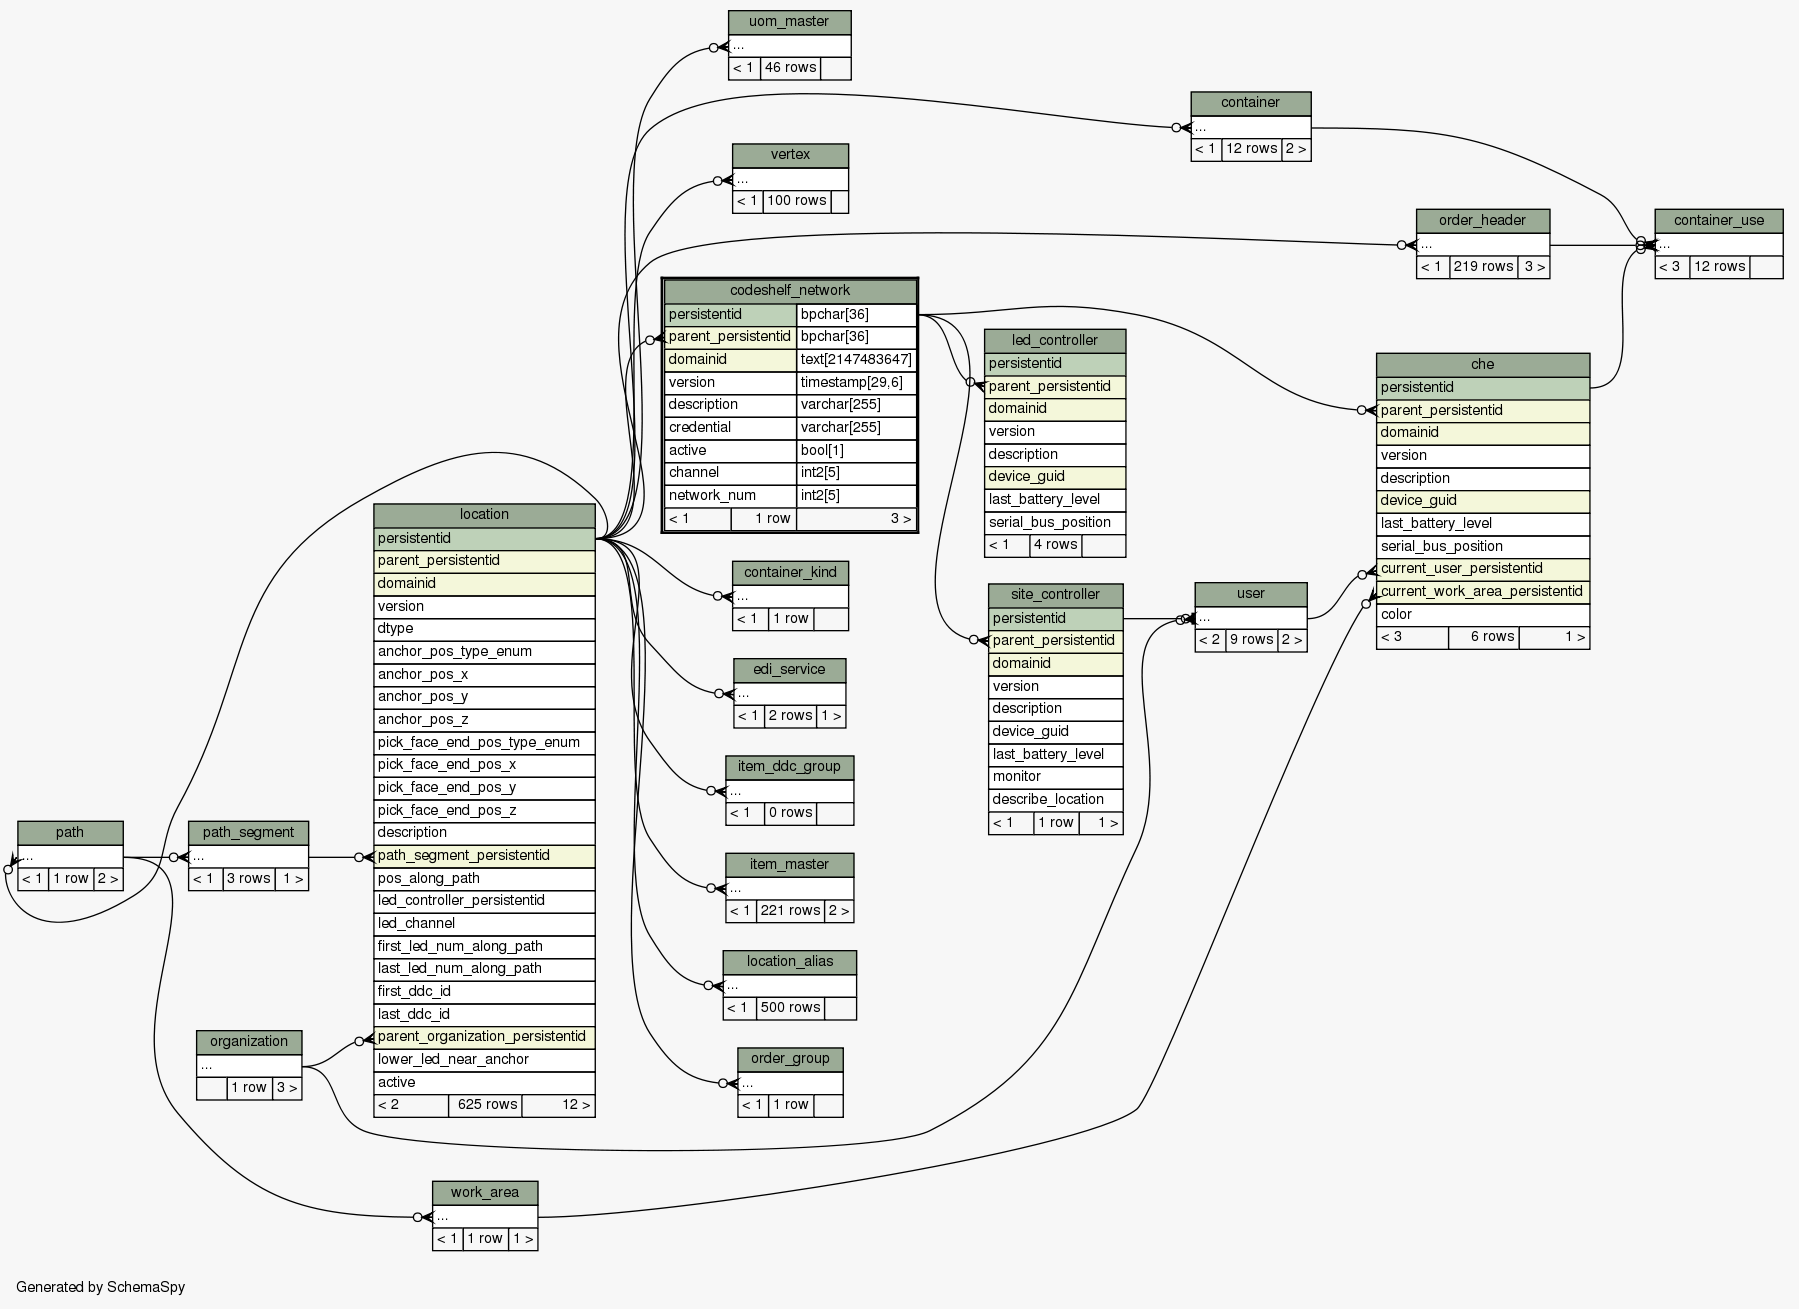 uom_master
...
< 1 46 rows
container
...
< 1 12 rows 2 >
vertex
...
< 1 100 rows
order_header
...
< 1 219 rows 3 >
container_use
...
< 3 12 rows
codeshelf_network
persistentid bpchar[36]
parent_persistentid bpchar[36]
domainid text[2147483647]
version timestamp[29,6]
description varchar[255]
credential varchar[255]
active bool[1]
channel int2[5]
network_num int2[5]
< 1 1 row 3 >
led_controller
persistentid
parent_persistentid
domainid
version
description
device_guid
last_battery_level
serial_bus_position
< 1 4 rows
che
persistentid
parent_persistentid
domainid
version
description
device_guid
last_battery_level
serial_bus_position
current_user_persistentid
current_work_area_persistentid
color
< 3 6 rows 1 >
location
persistentid
parent_persistentid
domainid
version
dtype
anchor_pos_type_enum
anchor_pos_x
anchor_pos_y
anchor_pos_z
pick_face_end_pos_type_enum
pick_face_end_pos_x
pick_face_end_pos_y
pick_face_end_pos_z
description
path_segment_persistentid
pos_along_path
led_controller_persistentid
led_channel
first_led_num_along_path
last_led_num_along_path
first_ddc_id
last_ddc_id
parent_organization_persistentid
lower_led_near_anchor
active
< 2 625 rows 12 >
container_kind
...
< 1 1 row
site_controller
persistentid
parent_persistentid
domainid
version
description
device_guid
last_battery_level
monitor
describe_location
< 1 1 row 1 >
user
...
< 2 9 rows 2 >
edi_service
...
< 1 2 rows 1 >
item_ddc_group
...
< 1 0 rows
path
...
< 1 1 row 2 >
path_segment
...
< 1 3 rows 1 >
item_master
...
< 1 221 rows 2 >
location_alias
...
< 1 500 rows
organization
...
1 row 3 >
order_group
...
< 1 1 row
work_area
...
< 1 1 row 1 >
Generated by SchemaSpy